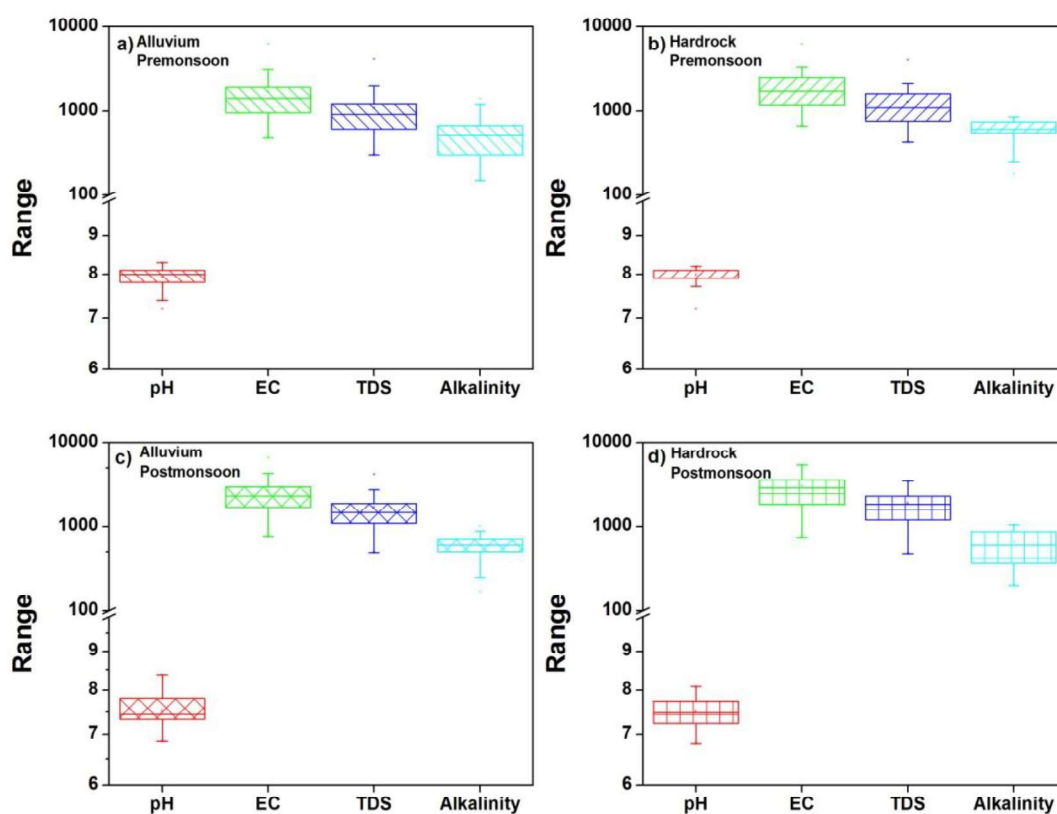 a) Alluvium
Premonsoon
Range
10000
1000
100
9
8
7
6
pH EC TDS Alkalinity
b) Hardrock
Premonsoon
Range
10000
1000
100
9
8
7
6
pH EC TDS Alkalinity
c) Alluvium
Postmonsoon
Range
10000
1000
100
9
8
7
6
pH EC TDS Alkalinity
d) Hardrock
Postmonsoon
Range
10000
1000
100
9
8
7
6
pH EC TDS Alkalinity